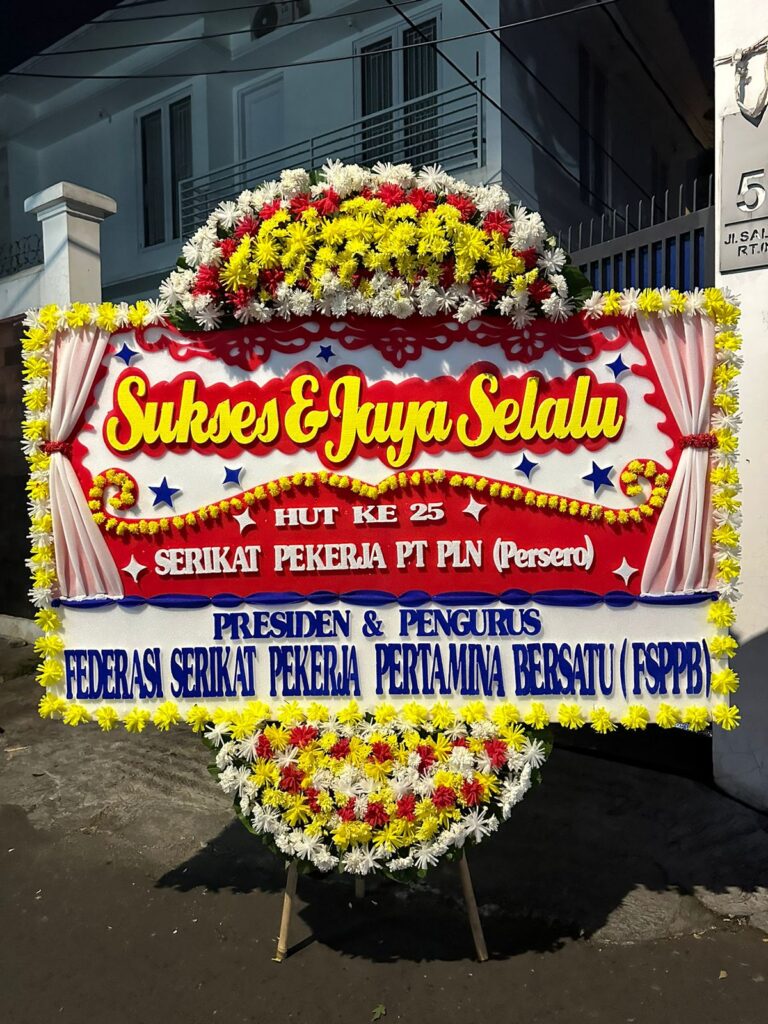 Sukses & Jaya Selalu
HUT KE 25
SERIKAT PEKERJA PT PLN (Persero)
PRESIDEN & PENGURUS
FEDERASI SERIKAT PEKERJA PERTAMINA BERSATU (FSPPB)
5